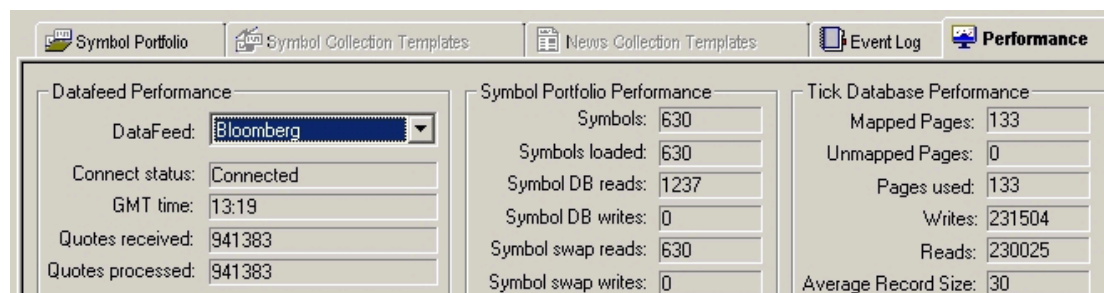 Symbol Portfolio Symbol Collection Templates News Collection Templates Event Log Performance
Datafeed Performance
DataFeed: Bloomberg
Connect status: Connected
GMT time: 13:19
Quotes received: 941383
Quotes processed: 941383
Symbol Portfolio Performance
Symbols: 630
Symbols loaded: 630
Symbol DB reads: 1237
Symbol DB writes: 0
Symbol swap reads: 630
Symbol swap writes: 0
Tick Database Performance
Mapped Pages: 133
Unmapped Pages: 0
Pages used: 133
Writes: 231504
Reads: 230025
Average Record Size: 30